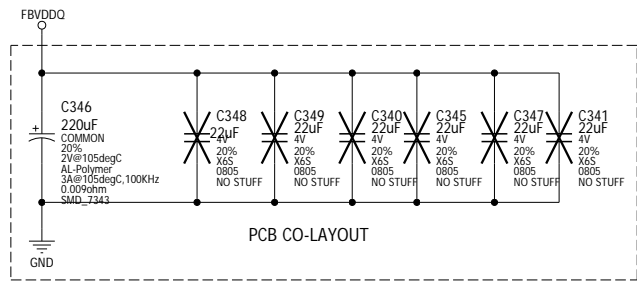 FBVDDQ
C346
220uF
COMMON
20%
2V@105degC
AL-Polymer
3A@105degC,100KHz
0.009ohm
SMD_7343
C348
22uF
4V
20%
X6S
0805
NO STUFF
C349
22uF
4V
20%
X6S
0805
NO STUFF
C340
22uF
4V
20%
X6S
0805
NO STUFF
C345
22uF
4V
20%
X6S
0805
NO STUFF
C347
22uF
4V
20%
X6S
0805
NO STUFF
C341
22uF
4V
20%
X6S
0805
NO STUFF
PCB CO-LAYOUT
GND